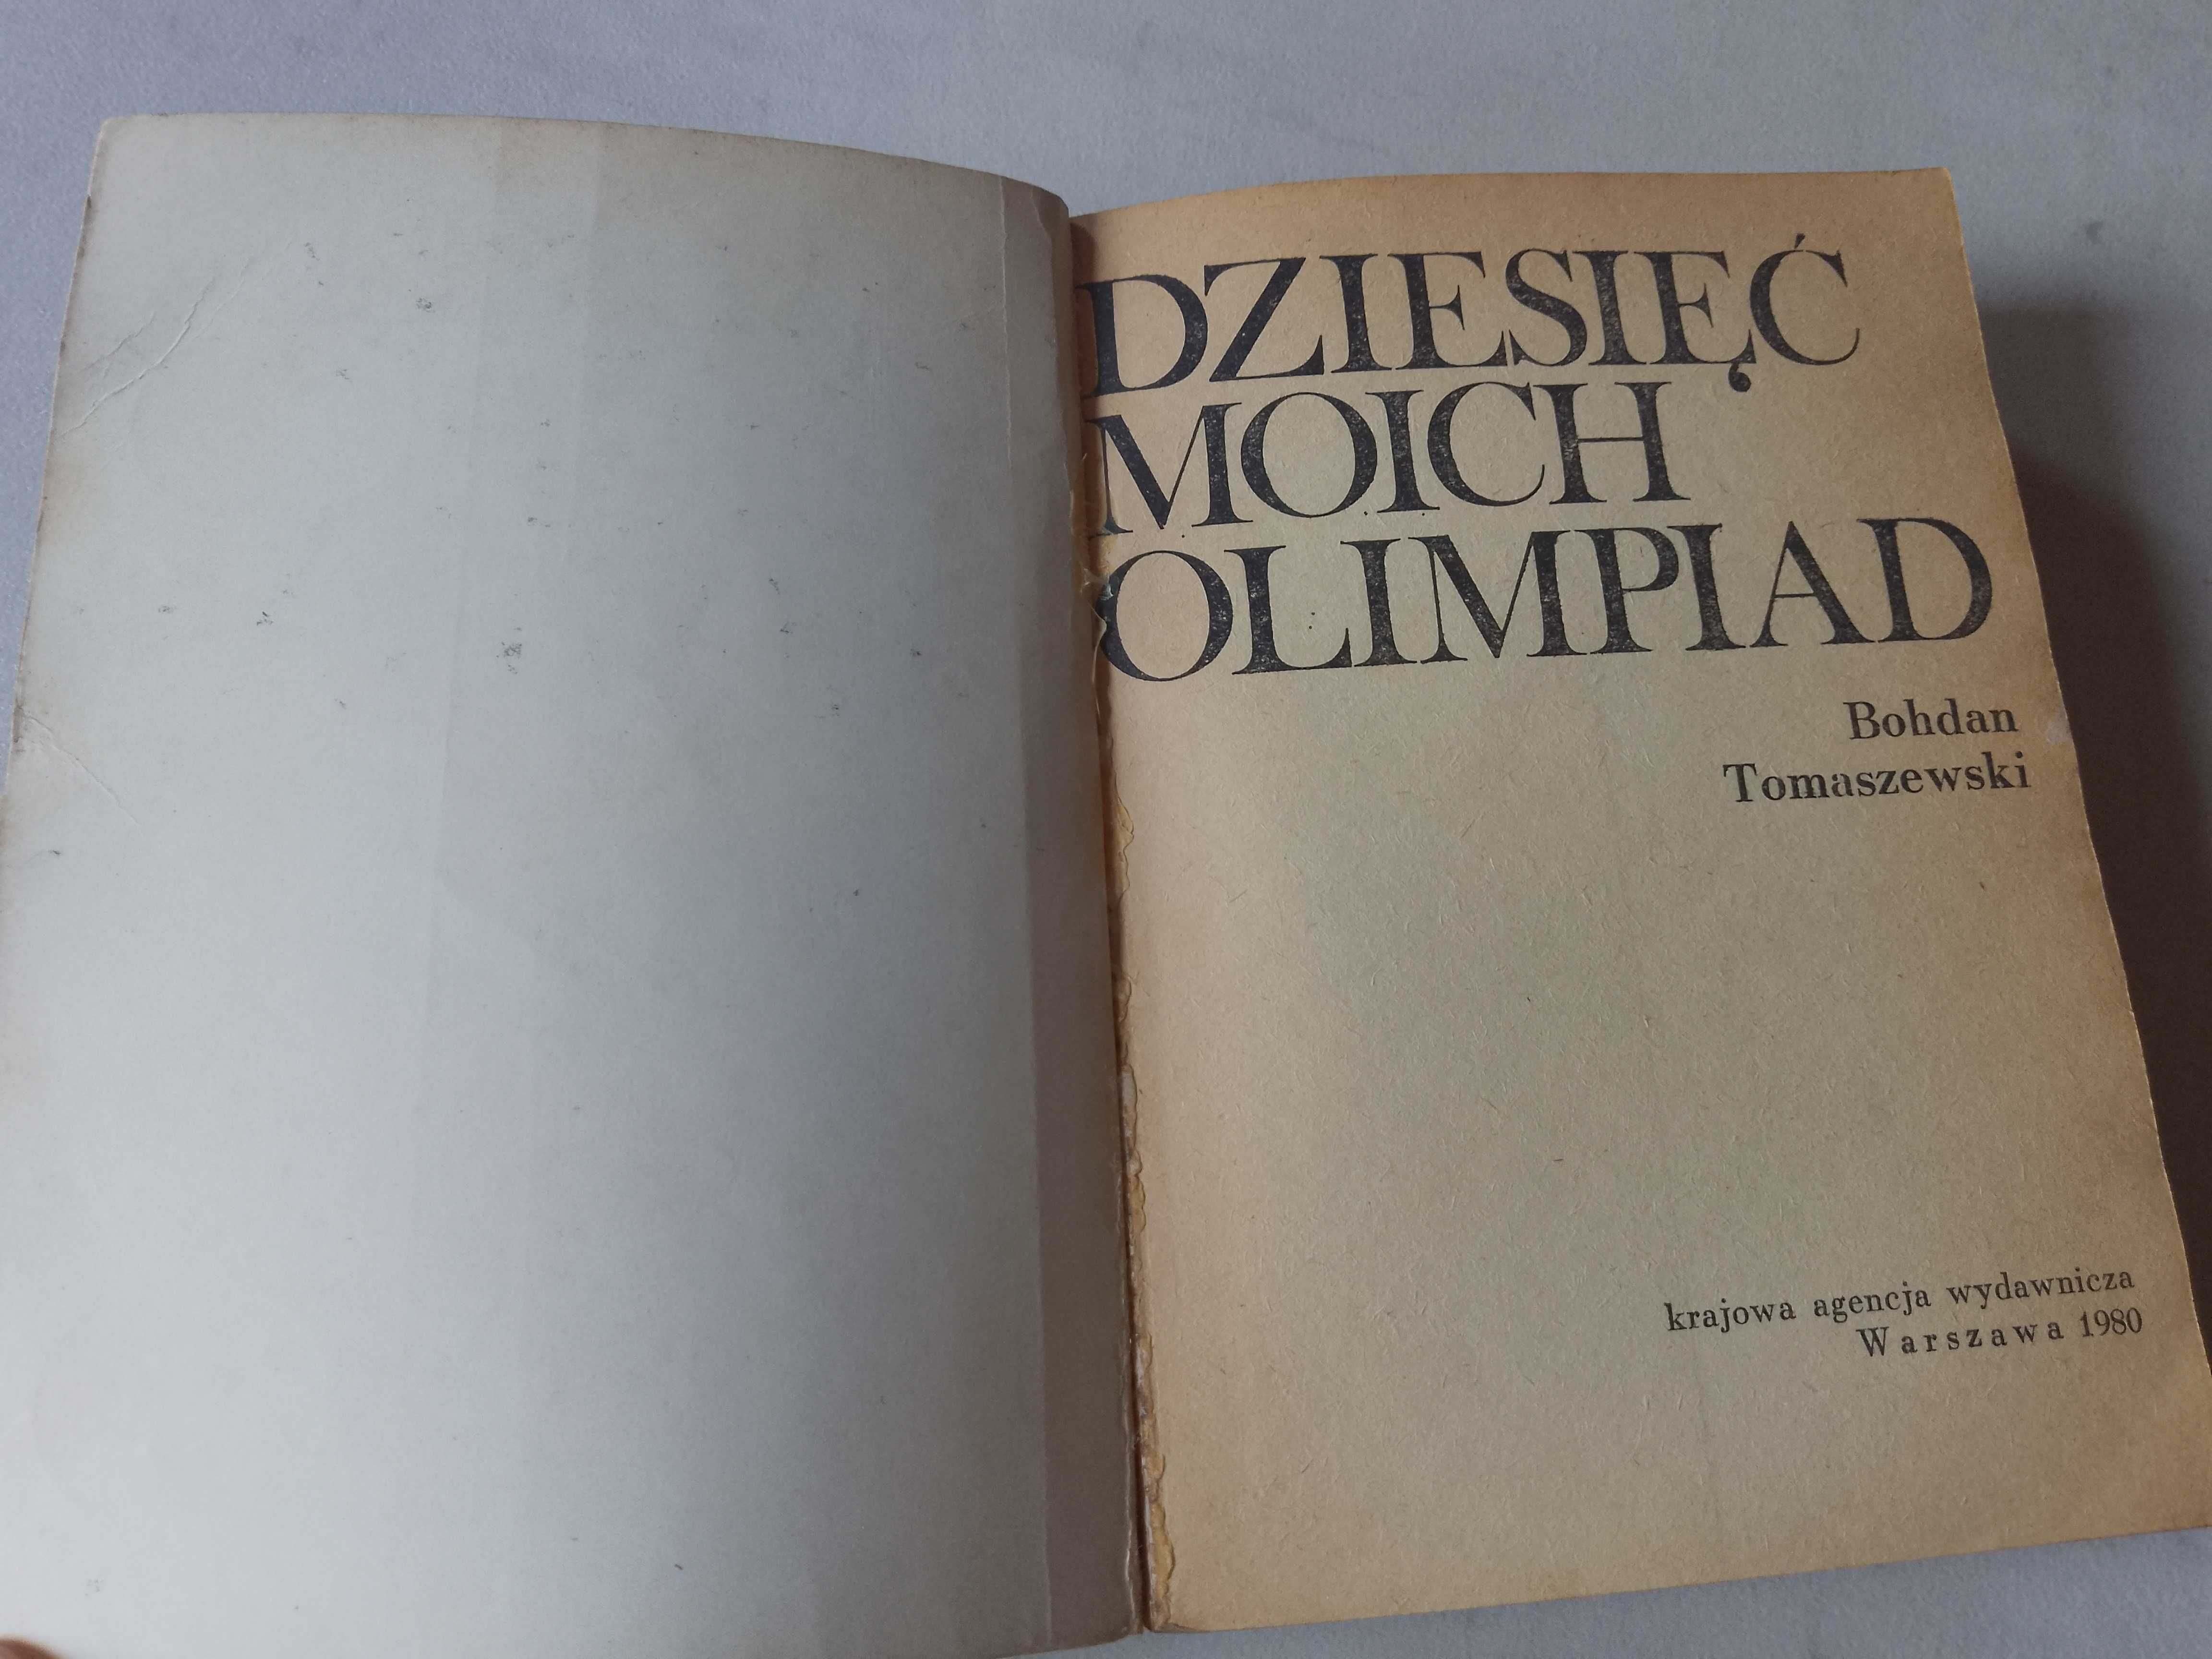 DZIESIĘĆ
MOICH
OLIMPIAD
Bohdan
Tomaszewski
krajowa agencja wydawnicza
Warszawa 1980